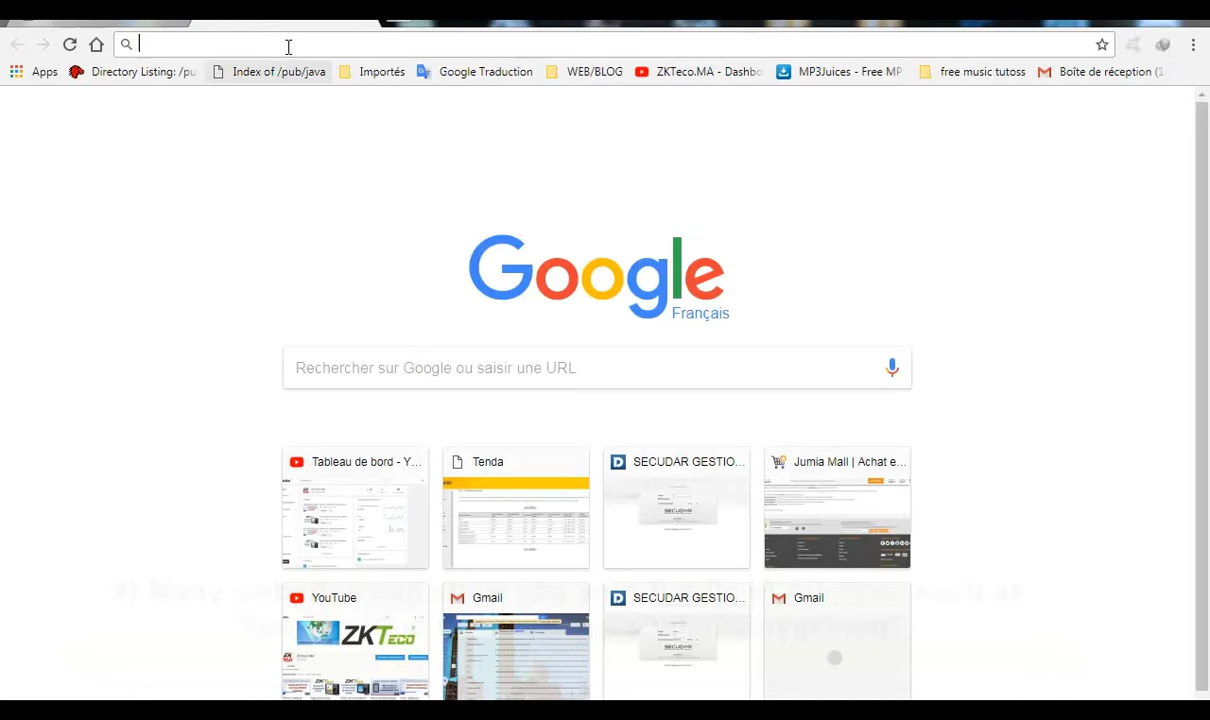 Apps Directory Listing: /pu Index of /pub/java Importés Google Traduction WEB/BLOG ZKTeco.MA - Dashbo MP3Juices - Free MP free music tutoss Boîte de réception (1
Google
Français
Rechercher sur Google ou saisir une URL
Tableau de bord - Y... Tenda SECUDAR GESTIO... Jumia Mall | Achat e...
SECUDAR
YouTube Gmail SECUDAR GESTIO... Gmail
ZKTeco